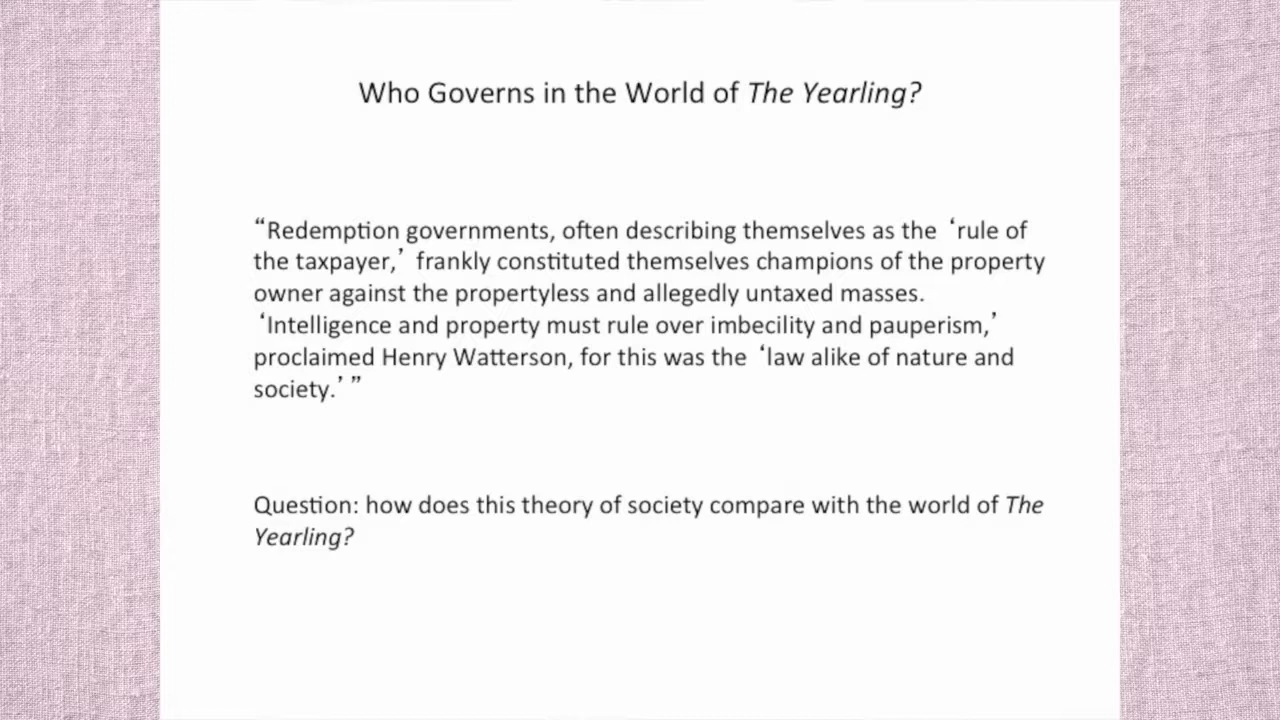 Who Governs in the World of The Yearling?
“Redemption governments, often describing themselves as the ‘rule of
the taxpayer,’ frankly constituted themselves champions of the property
owner against the propertyless and allegedly untaxed masses.
‘Intelligence and property must rule over imbecility and pauperism,’
proclaimed Henry Watterson, for this was the ‘law alike of nature and
society.’ ”
Question: how does this theory of society compare with the world of The
Yearling?